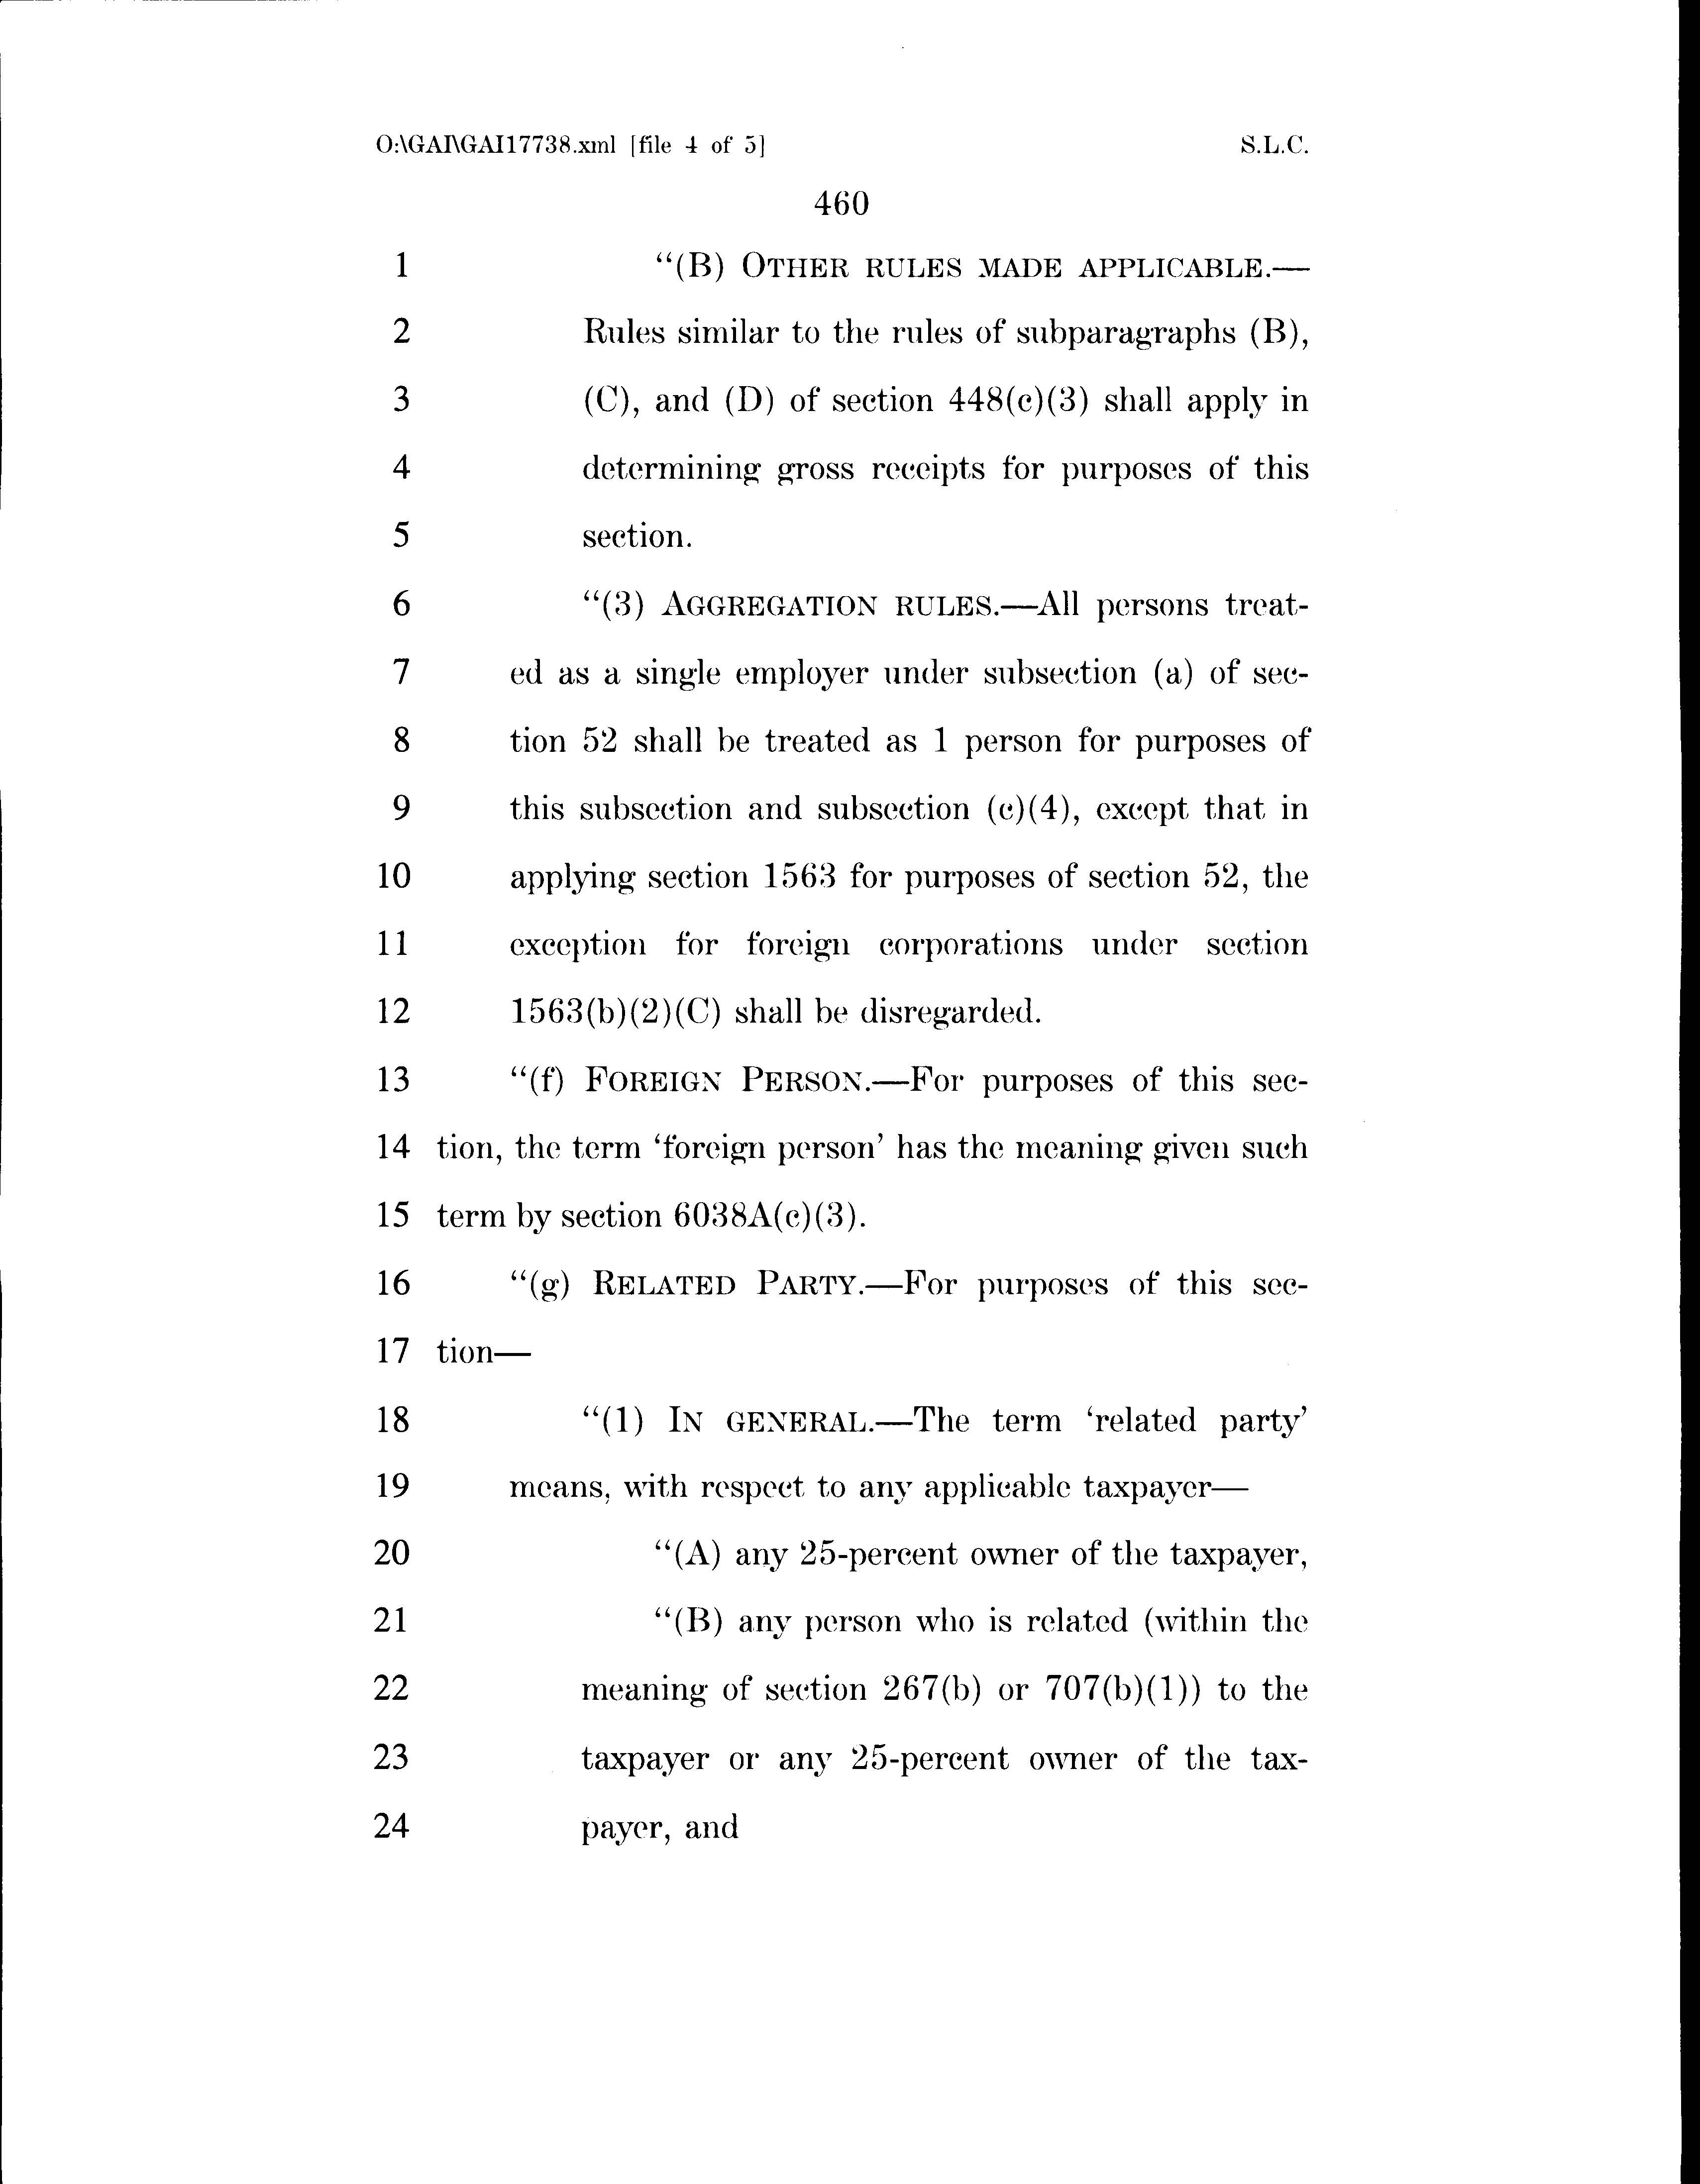 O:\GAI\GAI17738.xml [file 4 of 5] S.L.C.
460
1 “(B) OTHER RULES MADE APPLICABLE.—
2 Rules similar to the rules of subparagraphs (B),
3 (C), and (D) of section 448(c)(3) shall apply in
4 determining gross receipts for purposes of this
5 section.
6 “(3) AGGREGATION RULES.—All persons treat-
7 ed as a single employer under subsection (a) of sec-
8 tion 52 shall be treated as 1 person for purposes of
9 this subsection and subsection (c)(4), except that in
10 applying section 1563 for purposes of section 52, the
11 exception for foreign corporations under section
12 1563(b)(2)(C) shall be disregarded.
13 “(f) FOREIGN PERSON.—For purposes of this sec-
14 tion, the term ‘foreign person’ has the meaning given such
15 term by section 6038A(c)(3).
16 “(g) RELATED PARTY.—For purposes of this sec-
17 tion—
18 “(1) IN GENERAL.—The term ‘related party’
19 means, with respect to any applicable taxpayer—
20 “(A) any 25-percent owner of the taxpayer,
21 “(B) any person who is related (within the
22 meaning of section 267(b) or 707(b)(1)) to the
23 taxpayer or any 25-percent owner of the tax-
24 payer, and